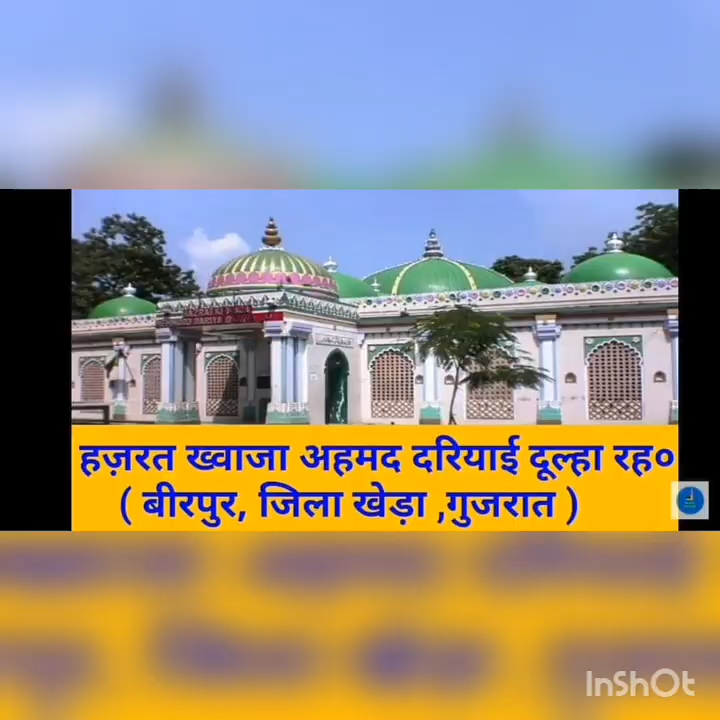 हज़रत ख्वाजा अहमद दरियाई दूल्हा रह०
( बीरपुर, जिला खेड़ा ,गुजरात )
InShOt